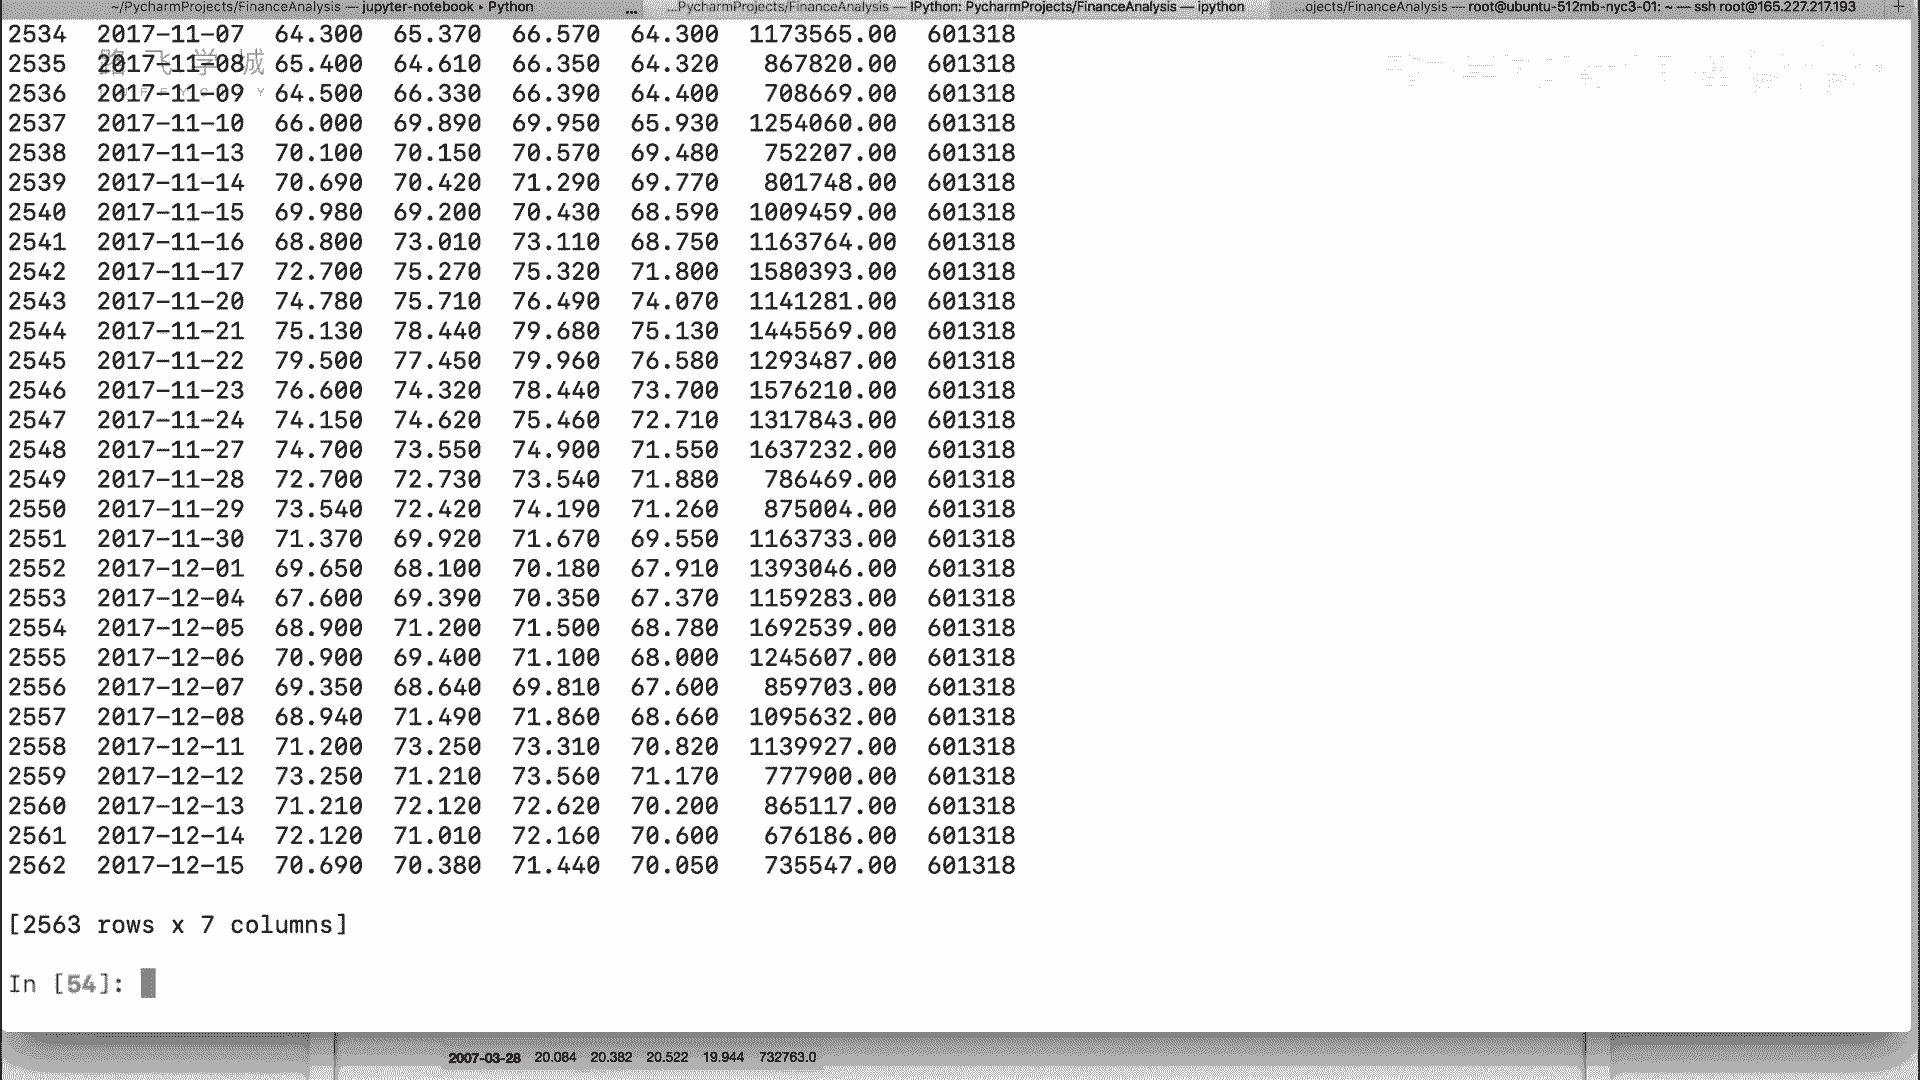 ~/PycharmProjects/FinanceAnalysis — jupyter-notebook ▸ Python ... ...PycharmProjects/FinanceAnalysis — IPython: PycharmProjects/FinanceAnalysis — ipython ...ojects/FinanceAnalysis — root@ubuntu-512mb-nyc3-01: ~ — ssh root@165.227.217.193 +
2534 2017-11-07 64.300 65.370 66.570 64.300 1173565.00 601318
路飞学城
2535 2017-11-08 65.400 64.610 66.350 64.320 867820.00 601318
2536 2017-11-09 64.500 66.330 66.390 64.400 708669.00 601318
2537 2017-11-10 66.000 69.890 69.950 65.930 1254060.00 601318
2538 2017-11-13 70.100 70.150 70.570 69.480 752207.00 601318
2539 2017-11-14 70.690 70.420 71.290 69.770 801748.00 601318
2540 2017-11-15 69.980 69.200 70.430 68.590 1009459.00 601318
2541 2017-11-16 68.800 73.010 73.110 68.750 1163764.00 601318
2542 2017-11-17 72.700 75.270 75.320 71.800 1580393.00 601318
2543 2017-11-20 74.780 75.710 76.490 74.070 1141281.00 601318
2544 2017-11-21 75.130 78.440 79.680 75.130 1445569.00 601318
2545 2017-11-22 79.500 77.450 79.960 76.580 1293487.00 601318
2546 2017-11-23 76.600 74.320 78.440 73.700 1576210.00 601318
2547 2017-11-24 74.150 74.620 75.460 72.710 1317843.00 601318
2548 2017-11-27 74.700 73.550 74.900 71.550 1637232.00 601318
2549 2017-11-28 72.700 72.730 73.540 71.880 786469.00 601318
2550 2017-11-29 73.540 72.420 74.190 71.260 875004.00 601318
2551 2017-11-30 71.370 69.920 71.670 69.550 1163733.00 601318
2552 2017-12-01 69.650 68.100 70.180 67.910 1393046.00 601318
2553 2017-12-04 67.600 69.390 70.350 67.370 1159283.00 601318
2554 2017-12-05 68.900 71.200 71.500 68.780 1692539.00 601318
2555 2017-12-06 70.900 69.400 71.100 68.000 1245607.00 601318
2556 2017-12-07 69.350 68.640 69.810 67.600 859703.00 601318
2557 2017-12-08 68.940 71.490 71.860 68.660 1095632.00 601318
2558 2017-12-11 71.200 73.250 73.310 70.820 1139927.00 601318
2559 2017-12-12 73.250 71.210 73.560 71.170 777900.00 601318
2560 2017-12-13 71.210 72.120 72.620 70.200 865117.00 601318
2561 2017-12-14 72.120 71.010 72.160 70.600 676186.00 601318
2562 2017-12-15 70.690 70.380 71.440 70.050 735547.00 601318
[2563 rows x 7 columns]
In [54]:
2007-03-28 20.084 20.382 20.522 19.944 732763.0